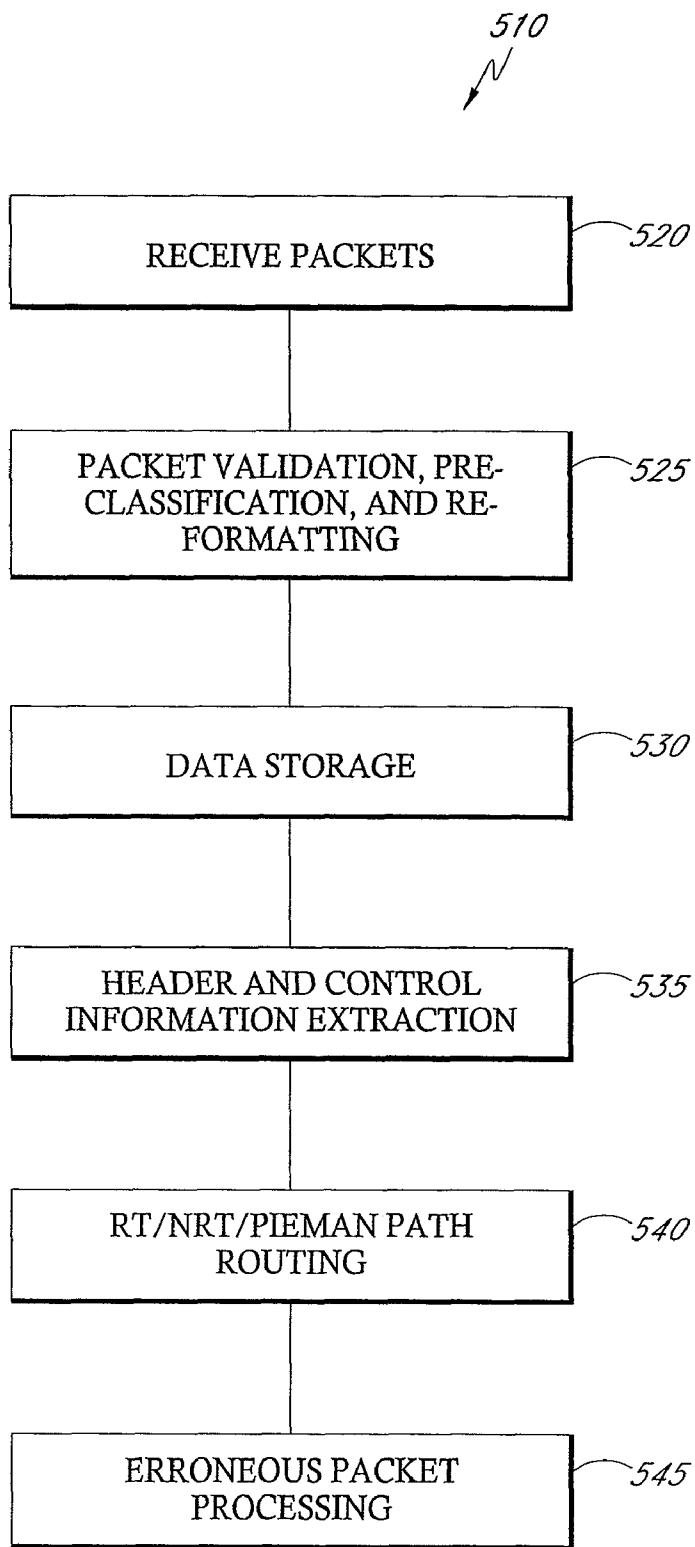 510
RECEIVE PACKETS
520
PACKET VALIDATION, PRE-
CLASSIFICATION, AND RE-
FORMATTING
525
DATA STORAGE
530
HEADER AND CONTROL
INFORMATION EXTRACTION
535
RT/NRT/PIEMAN PATH
ROUTING
540
ERRONEOUS PACKET
PROCESSING
545